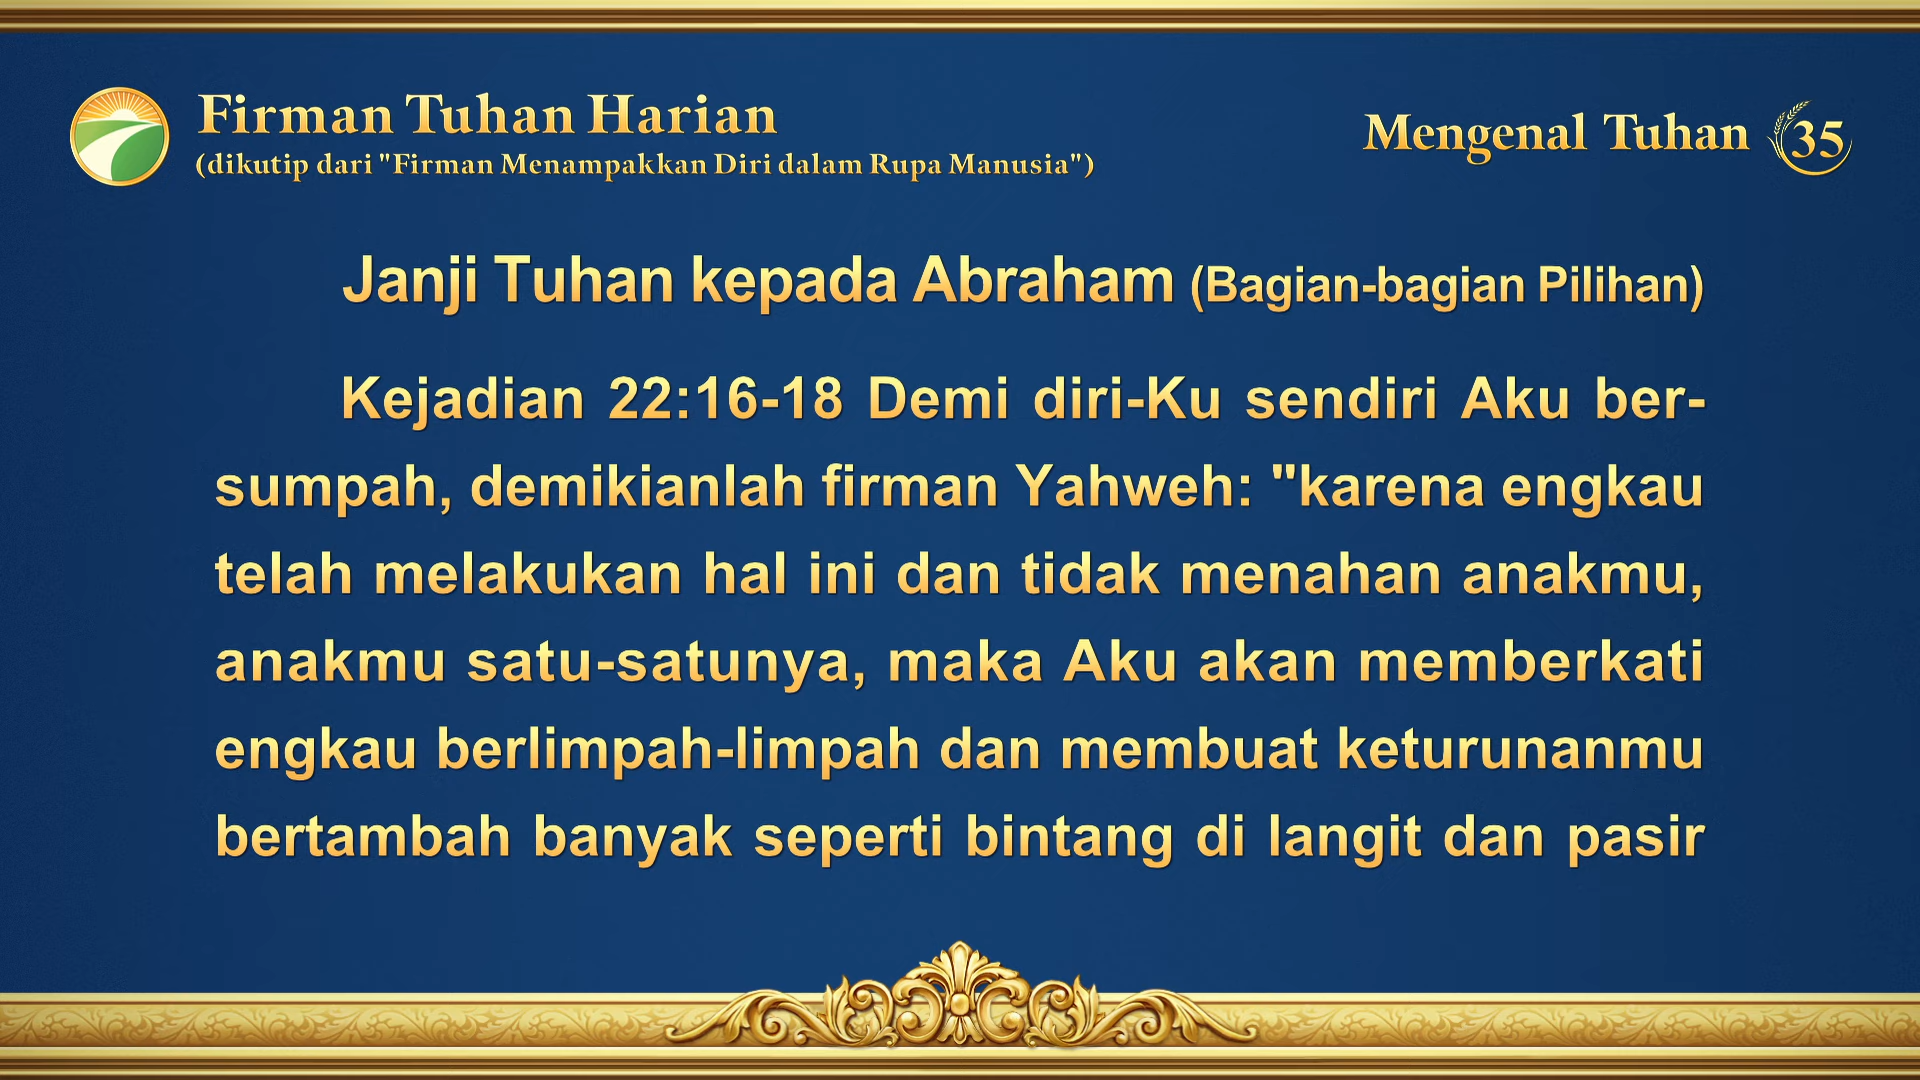 Firman Tuhan Harian
(dikutip dari "Firman Menampakkan Diri dalam Rupa Manusia")
Mengenal Tuhan 35
Janji Tuhan kepada Abraham (Bagian-bagian Pilihan)
Kejadian 22:16-18 Demi diri-Ku sendiri Aku ber-
sumpah, demikianlah firman Yahweh: "karena engkau
telah melakukan hal ini dan tidak menahan anakmu,
anakmu satu-satunya, maka Aku akan memberkati
engkau berlimpah-limpah dan membuat keturunanmu
bertambah banyak seperti bintang di langit dan pasir